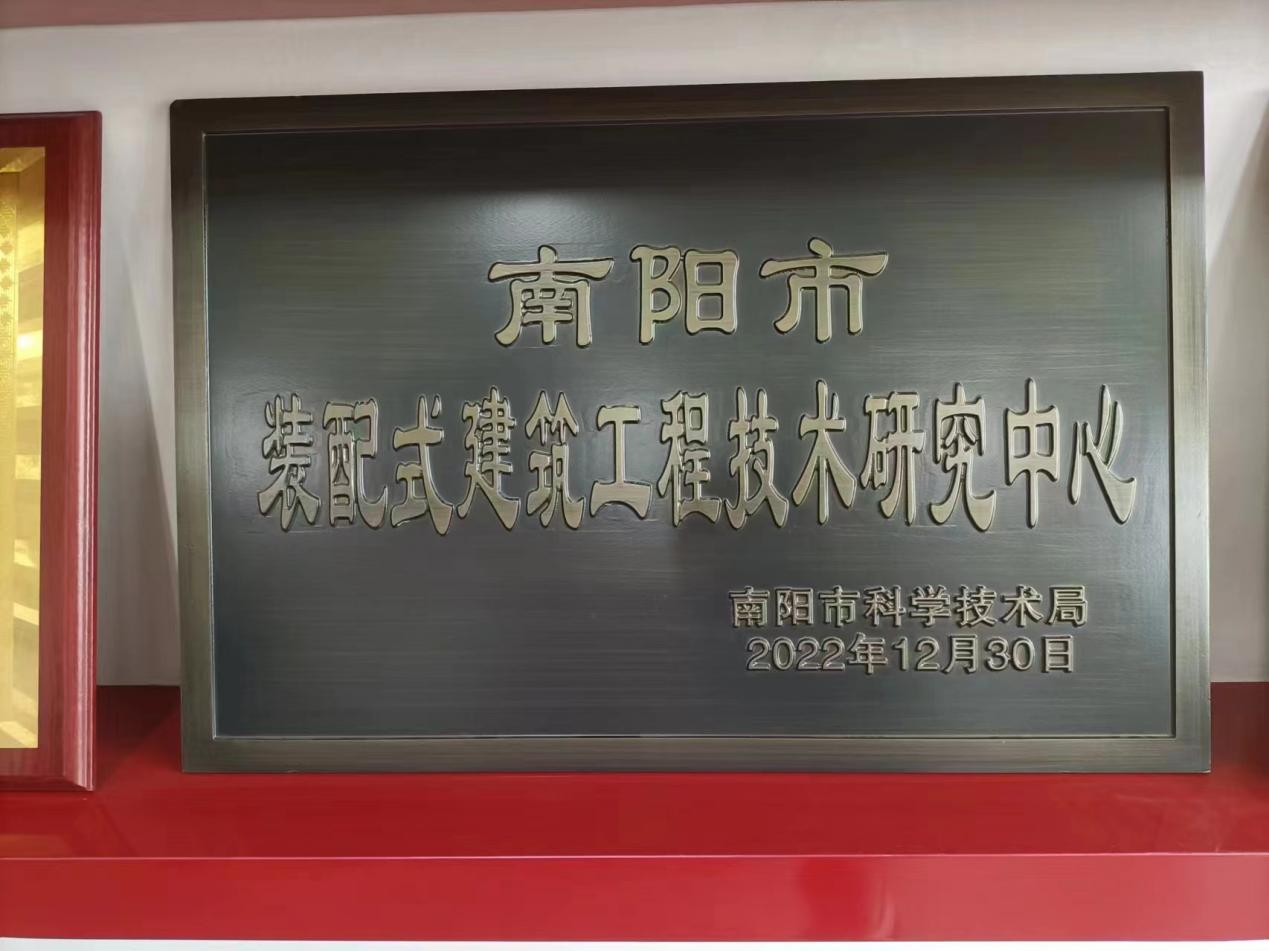 南阳市
装配式建筑工程技术研究中心
南阳市科学技术局
2022年12月30日